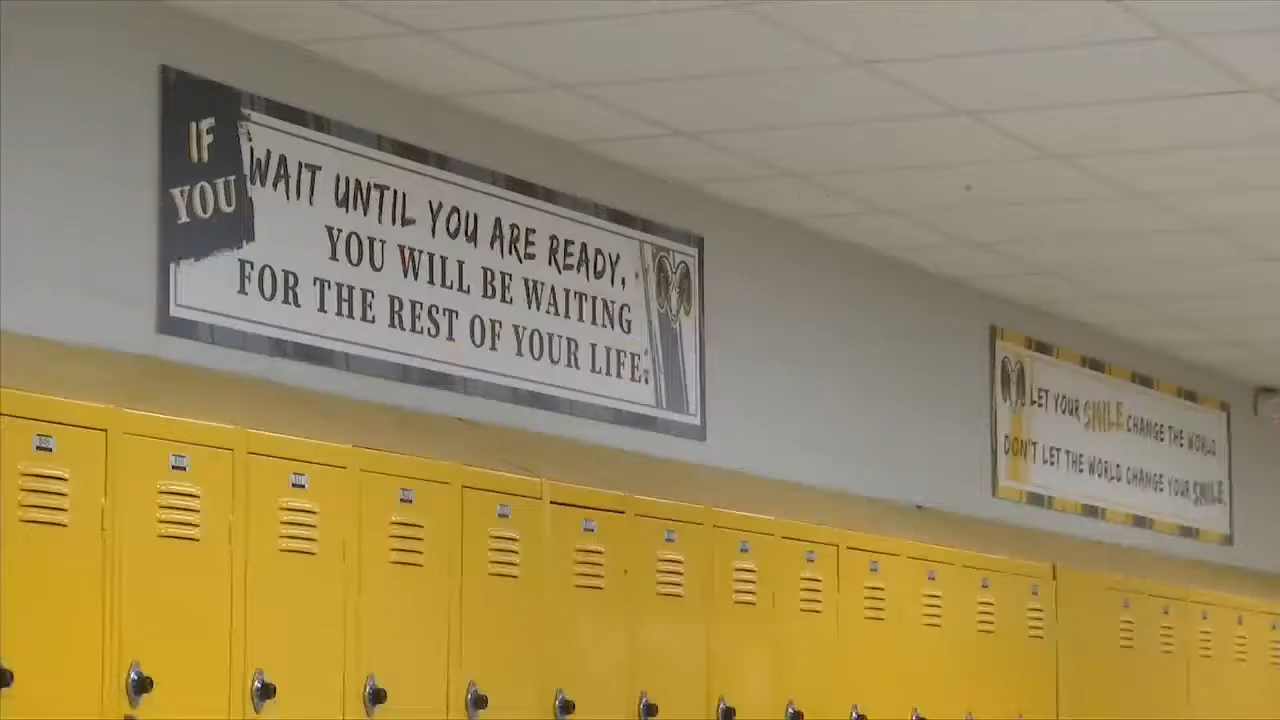 IF
YOU
WAIT UNTIL YOU ARE READY,
YOU WILL BE WAITING
FOR THE REST OF YOUR LIFE.
LET YOUR SMILE CHANGE THE WORLD
DON'T LET THE WORLD CHANGE YOUR SMILE.